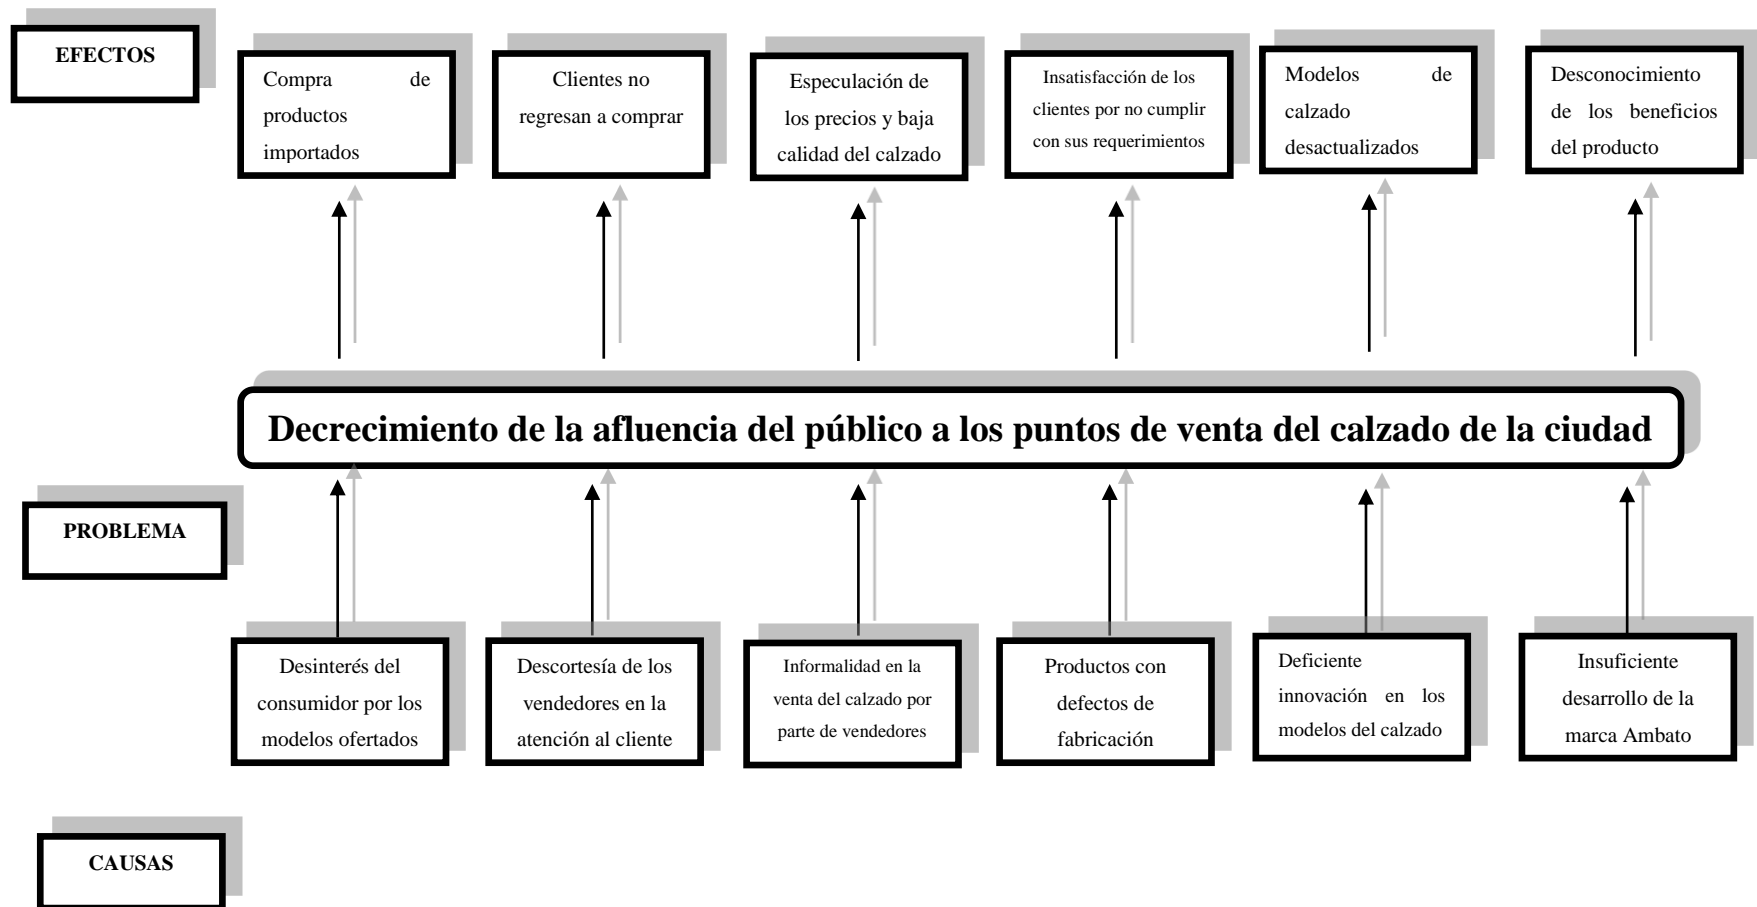 EFECTOS
Compra de
productos
importados
Clientes no
regresan a comprar
Especulación de
los precios y baja
calidad del calzado
Insatisfacción de los
clientes por no cumplir
con sus requerimientos
Modelos de
calzado
desactualizados
Desconocimiento
de los beneficios
del producto
Decrecimiento de la afluencia del público a los puntos de venta del calzado de la ciudad
PROBLEMA
Desinterés del
consumidor por los
modelos ofertados
Descortesía de los
vendedores en la
atención al cliente
Informalidad en la
venta del calzado por
parte de vendedores
Productos con
defectos de
fabricación
Deficiente
innovación en los
modelos del calzado
Insuficiente
desarrollo de la
marca Ambato
CAUSAS